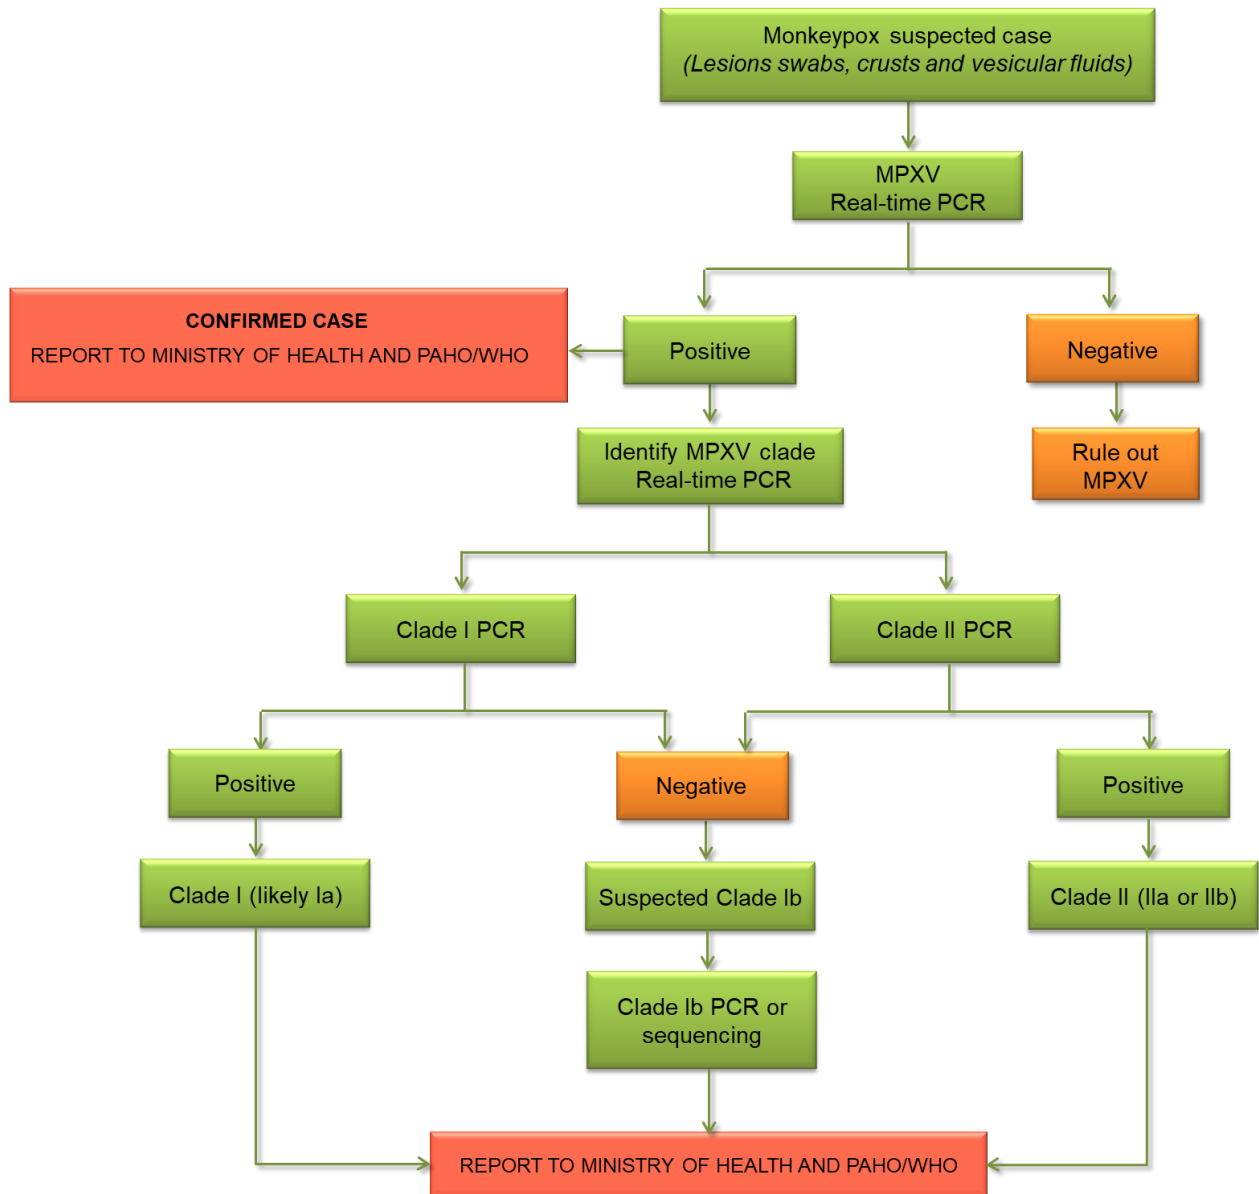 Monkeypox suspected case
(Lesions swabs, crusts and vesicular fluids)
MPXV
Real-time PCR
CONFIRMED CASE
REPORT TO MINISTRY OF HEALTH AND PAHO/WHO
Positive
Negative
Identify MPXV clade
Real-time PCR
Rule out
MPXV
Clade I PCR
Clade II PCR
Positive
Negative
Positive
Clade I (likely Ia)
Suspected Clade Ib
Clade II (IIa or IIb)
Clade Ib PCR or
sequencing
REPORT TO MINISTRY OF HEALTH AND PAHO/WHO